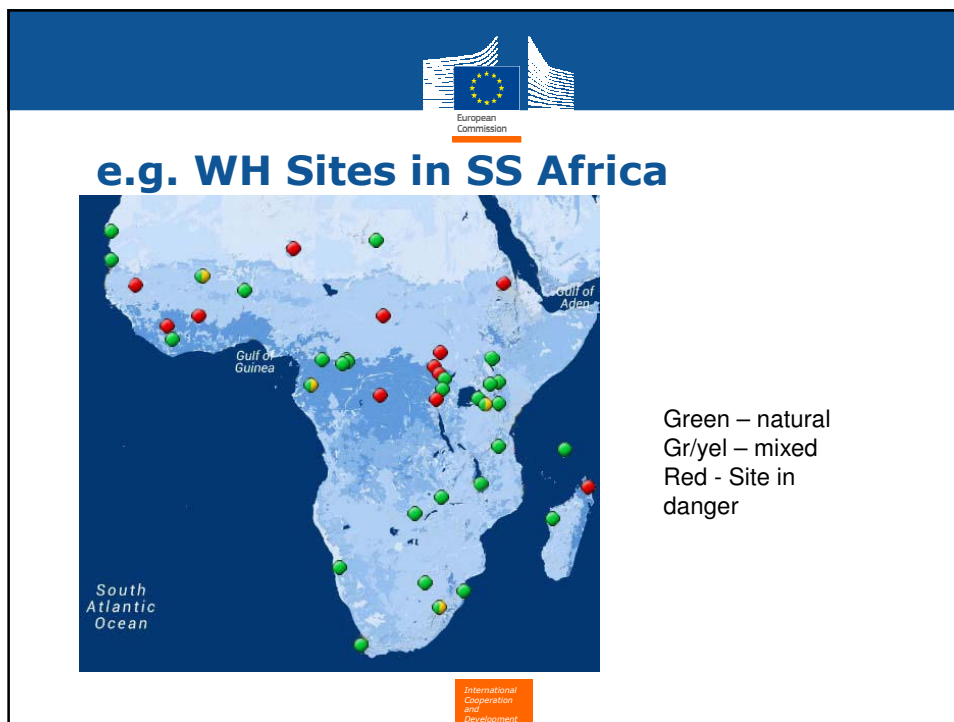 European
Commission
e.g. WH Sites in SS Africa
Gulf of
Aden
Gulf of
Guinea
Green – natural
Gr/yel – mixed
Red - Site in
danger
South
Atlantic
Ocean
International
Cooperation
and
Development